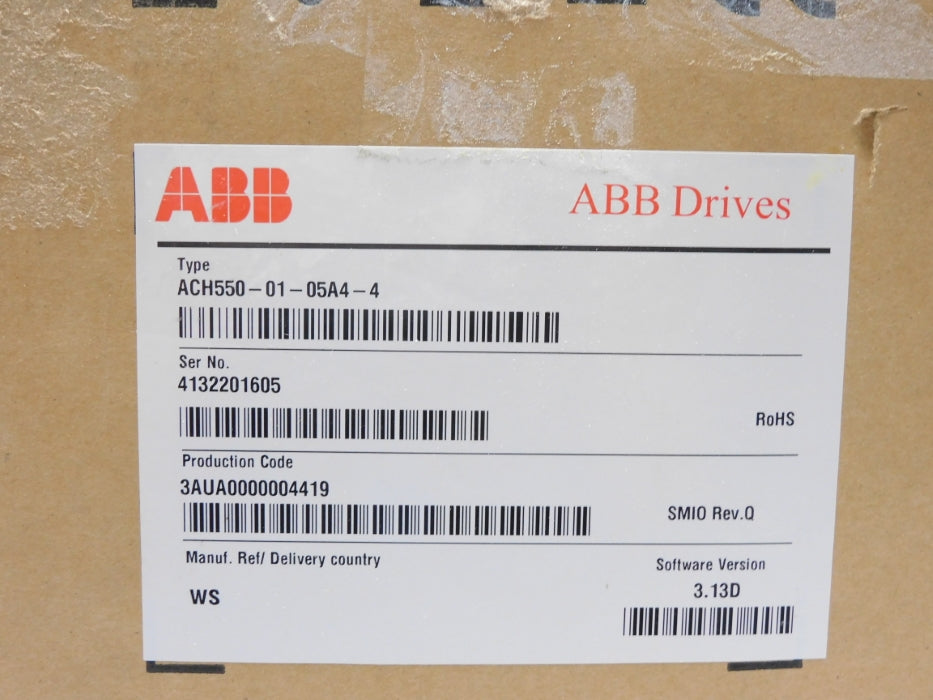 ABB
ABB Drives
Type
ACH550-01-05A4-4
Ser No.
4132201605
RoHS
Production Code
3AUA0000004419
SMIO Rev.Q
Manuf. Ref/ Delivery country
WS
Software Version
3.13D